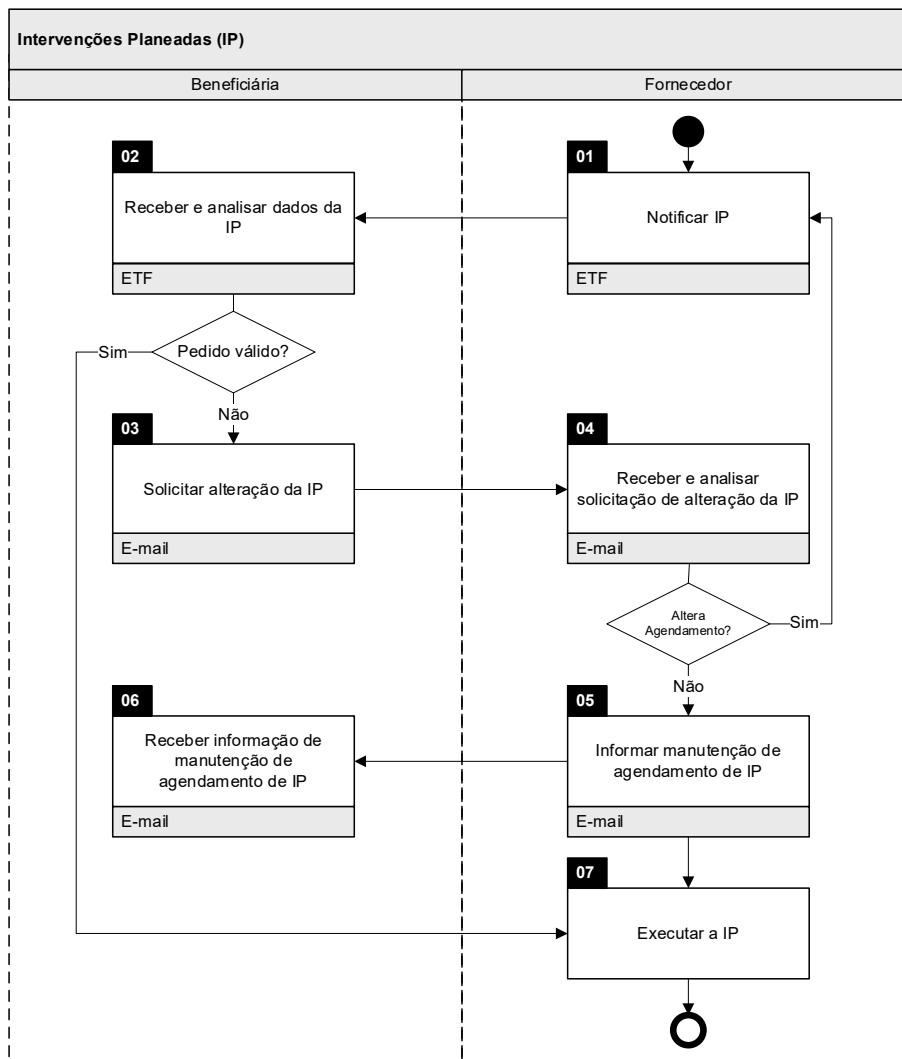 Intervenções Planeadas (IP)
Beneficiária
Fornecedor
02
Receber e analisar dados da
IP
ETF
01
Notificar IP
ETF
Pedido válido?
Sim
Não
03
Solicitar alteração da IP
E-mail
04
Receber e analisar
solicitação de alteração da IP
E-mail
Altera
Agendamento?
Sim
Não
06
Receber informação de
manutenção de
agendamento de IP
E-mail
05
Informar manutenção de
agendamento de IP
E-mail
07
Executar a IP